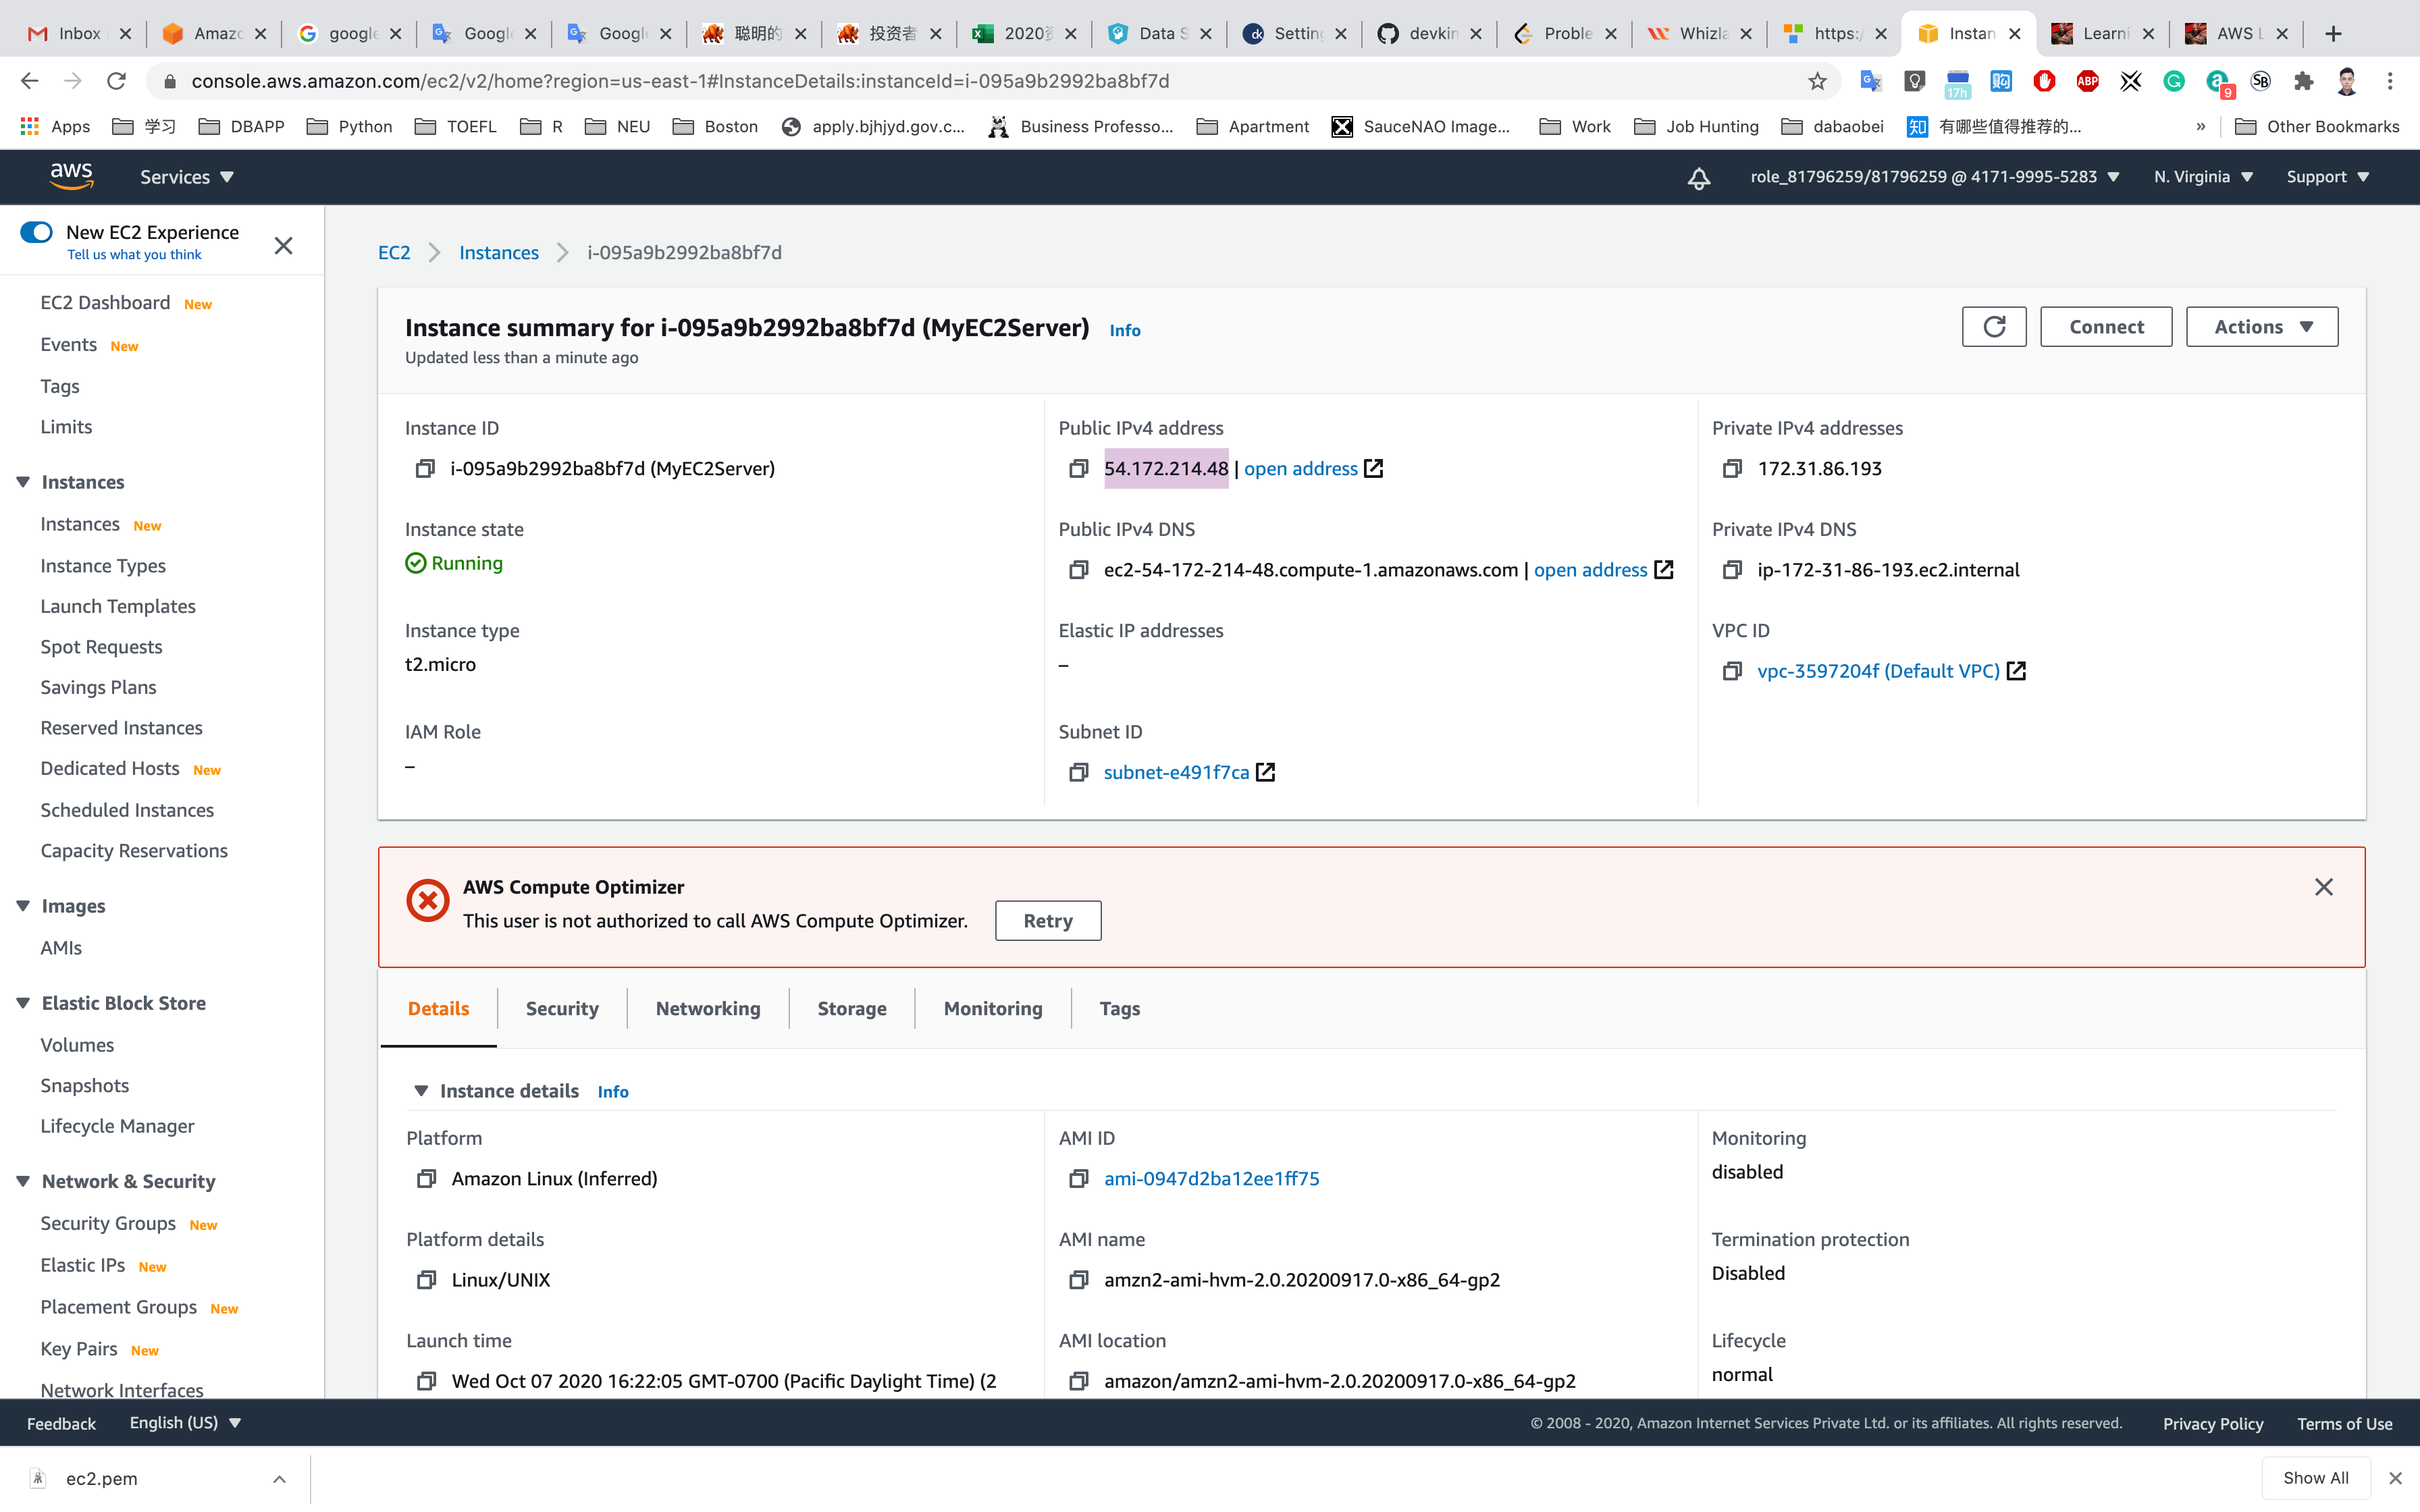 Inbox
Amazo
google
Google
Google
聪明的
投资者
2020资
Data S
Setting
devkin
Proble
Whizla
https:/
Instan
Learni
AWS L
console.aws.amazon.com/ec2/v2/home?region=us-east-1#InstanceDetails:instanceId=i-095a9b2992ba8bf7d
17h
ABP
9
SB
Apps
学习
DBAPP
Python
TOEFL
R
NEU
Boston
apply.bjhjyd.gov.c...
Business Professo...
Apartment
SauceNAO Image...
Work
Job Hunting
dabaobei
知
有哪些值得推荐的...
»
Other Bookmarks
aws
Services
role_81796259/81796259 @ 4171-9995-5283
N. Virginia
Support
New EC2 Experience
Tell us what you think
EC2 Dashboard New
Events New
Tags
Limits
Instances
Instances New
Instance Types
Launch Templates
Spot Requests
Savings Plans
Reserved Instances
Dedicated Hosts New
Scheduled Instances
Capacity Reservations
Images
AMIs
Elastic Block Store
Volumes
Snapshots
Lifecycle Manager
Network & Security
Security Groups New
Elastic IPs New
Placement Groups New
Key Pairs New
Network Interfaces
EC2 > Instances > i-095a9b2992ba8bf7d
Instance summary for i-095a9b2992ba8bf7d (MyEC2Server) Info
Updated less than a minute ago
Connect
Actions
Instance ID
i-095a9b2992ba8bf7d (MyEC2Server)
Public IPv4 address
54.172.214.48 | open address
Private IPv4 addresses
172.31.86.193
Instance state
Running
Public IPv4 DNS
ec2-54-172-214-48.compute-1.amazonaws.com | open address
Private IPv4 DNS
ip-172-31-86-193.ec2.internal
Instance type
t2.micro
Elastic IP addresses
–
VPC ID
vpc-3597204f (Default VPC)
IAM Role
–
Subnet ID
subnet-e491f7ca
AWS Compute Optimizer
This user is not authorized to call AWS Compute Optimizer.
Retry
Details
Security
Networking
Storage
Monitoring
Tags
Instance details Info
Platform
Amazon Linux (Inferred)
AMI ID
ami-0947d2ba12ee1ff75
Monitoring
disabled
Platform details
Linux/UNIX
AMI name
amzn2-ami-hvm-2.0.20200917.0-x86_64-gp2
Termination protection
Disabled
Launch time
Wed Oct 07 2020 16:22:05 GMT-0700 (Pacific Daylight Time) (2
AMI location
amazon/amzn2-ami-hvm-2.0.20200917.0-x86_64-gp2
Lifecycle
normal
Feedback
English (US)
© 2008 - 2020, Amazon Internet Services Private Ltd. or its affiliates. All rights reserved.
Privacy Policy
Terms of Use
ec2.pem
Show All